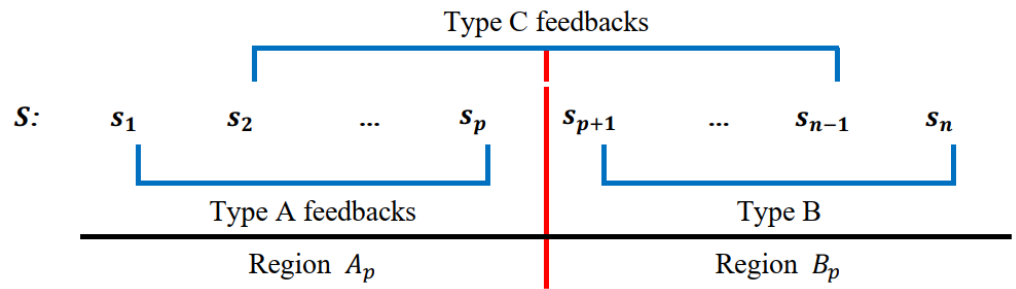 Type C feedbacks
S: s₁ s₂ ... sₚ sₚ₊₁ ... sₙ₋₁ sₙ
Type A feedbacks Type B
Region Aₚ Region Bₚ